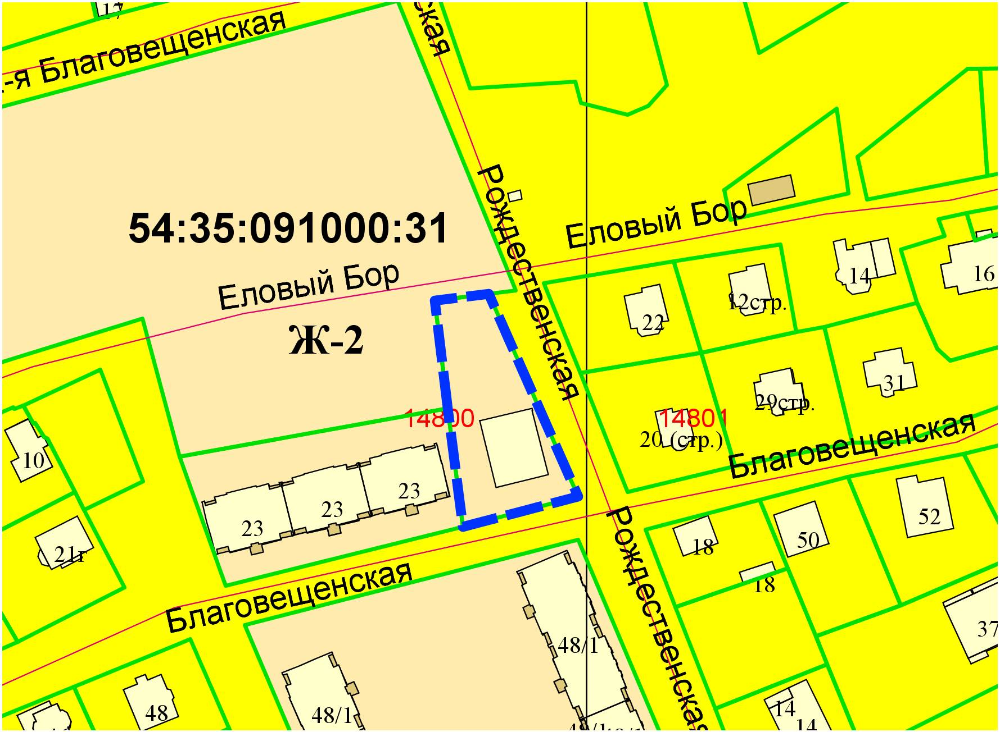 17
-я Благовещенская
ская
Рождественская
54:35:091000:31
Еловый Бор
Еловый Бор
Ж-2
14
16
12стр.
22
31
29стр.
14800
14801
20 (стр.)
Благовещенская
10
23
23
23
21г
52
50
18
18
Благовещенская
Рождественская
37
48/1
48/1
48
14
14